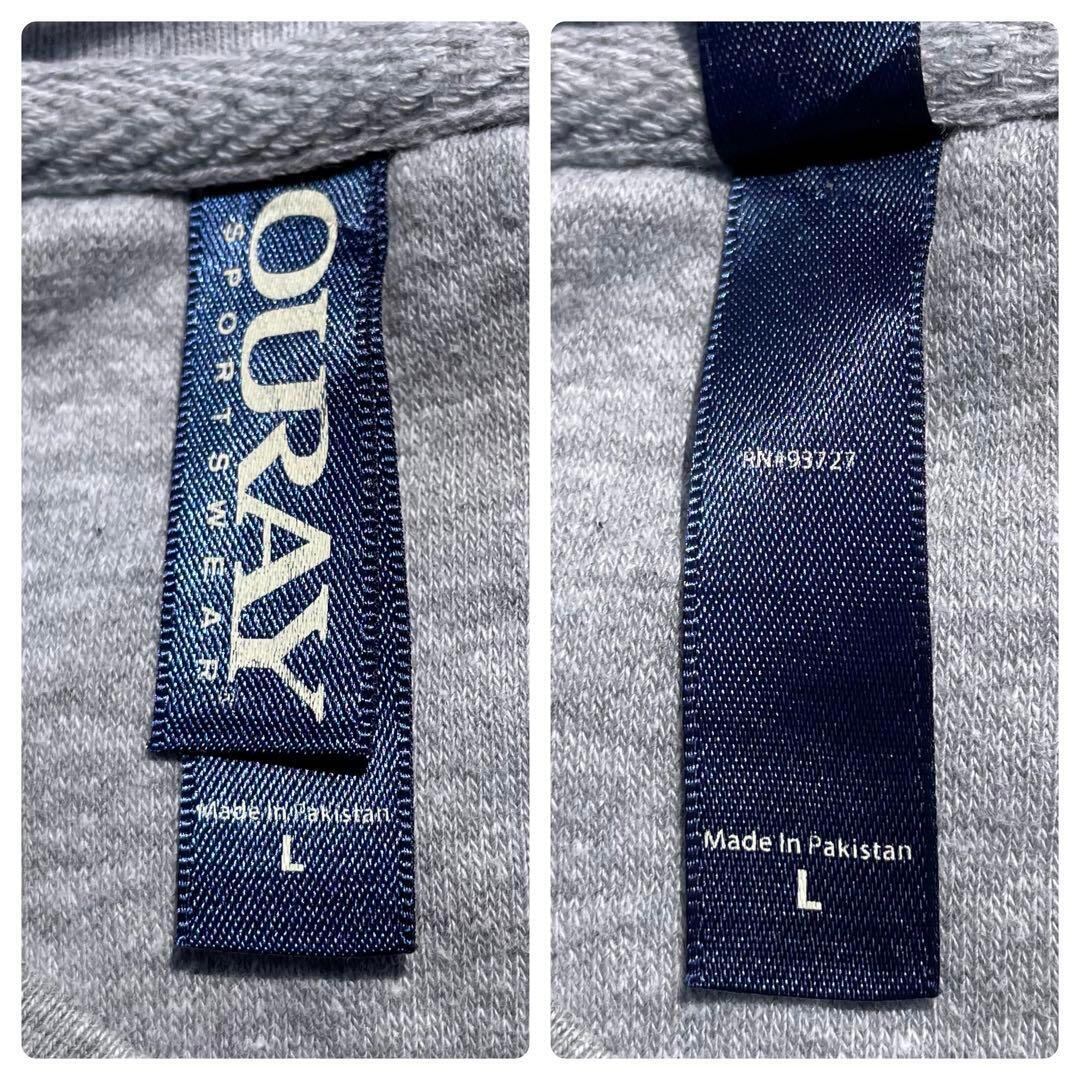 OURAY
SPORTSWEAR
Made In Pakistan
L
RN#93727
Made In Pakistan
L